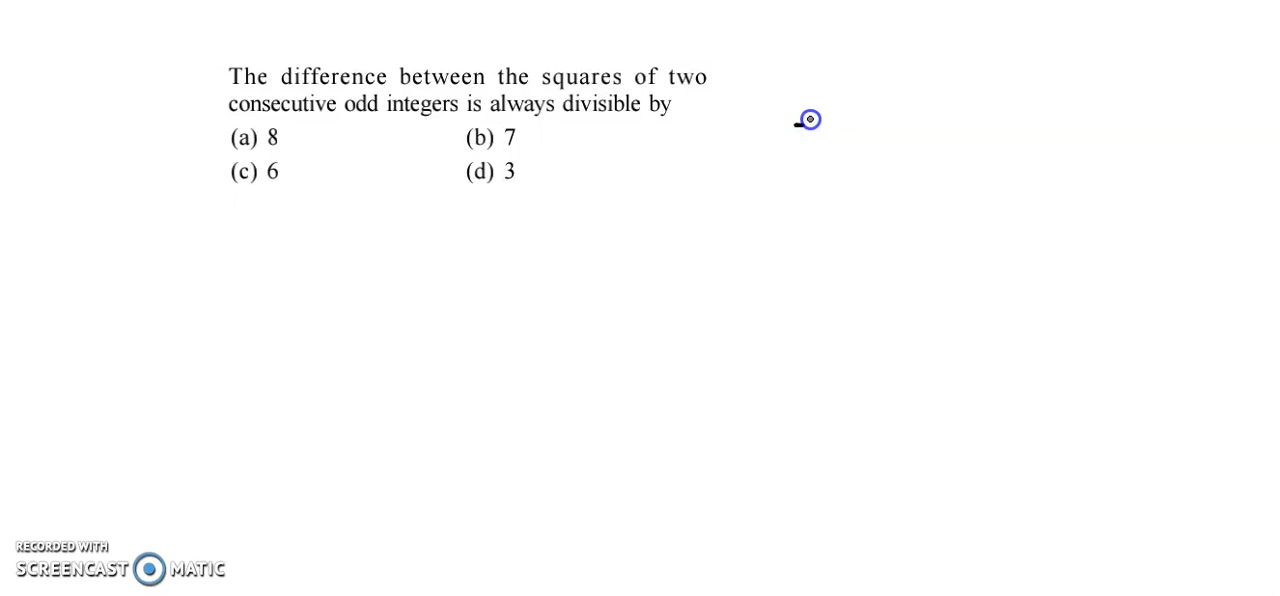 The difference between the squares of two
consecutive odd integers is always divisible by
(a) 8 (b) 7
(c) 6 (d) 3
RECORDED WITH
SCREENCAST MATIC